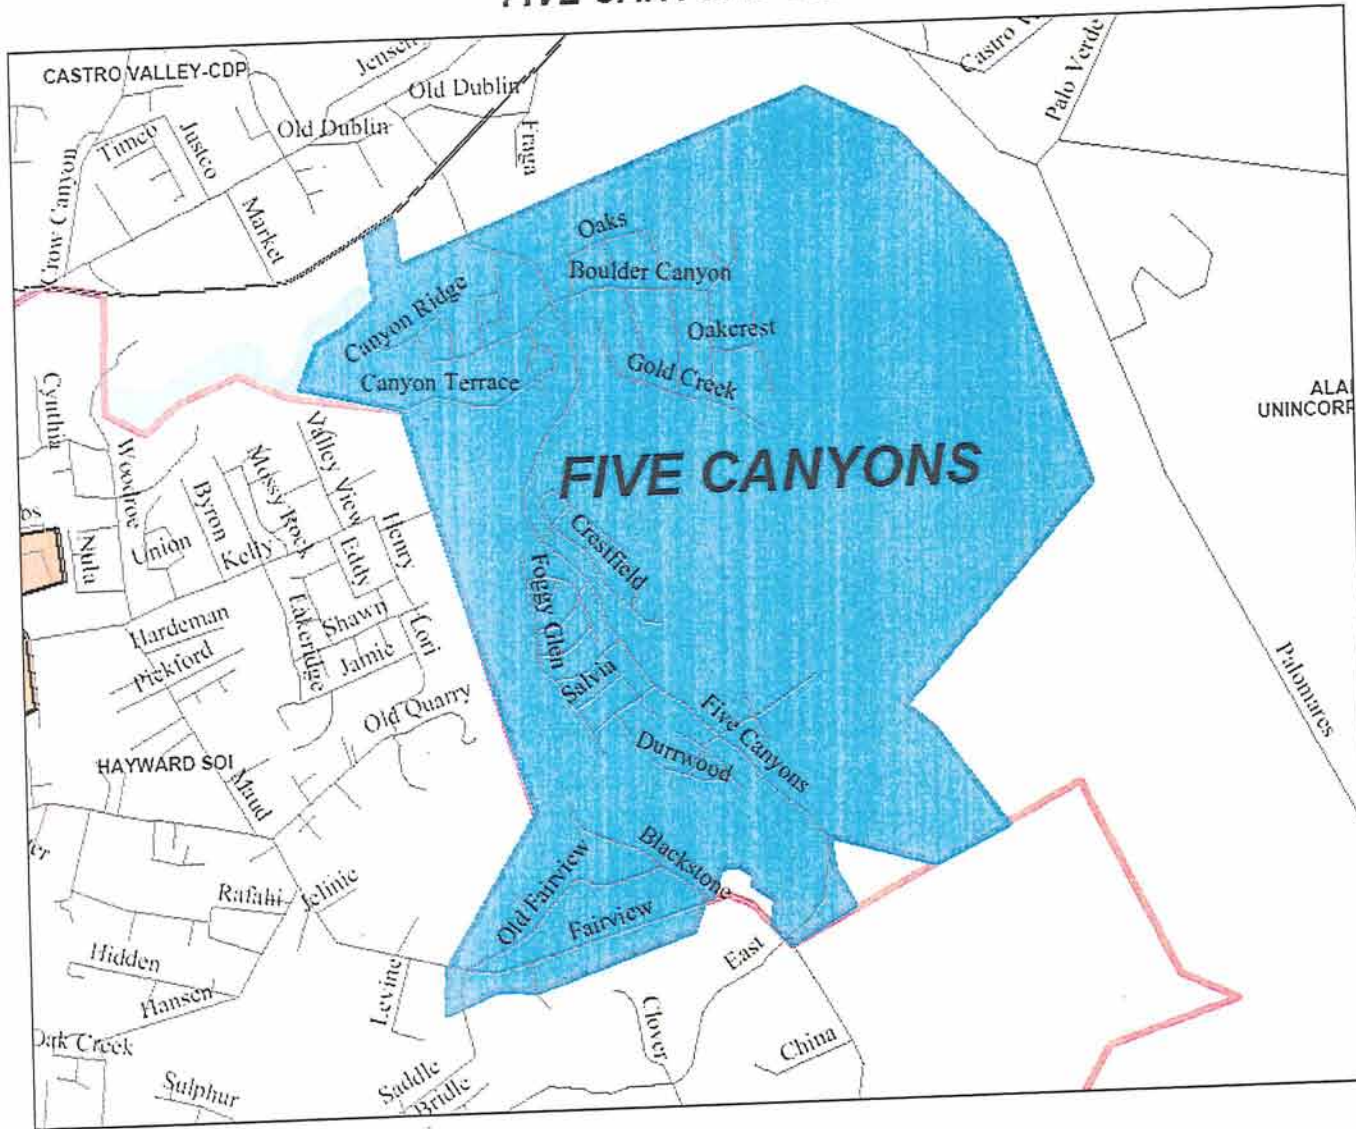 CASTRO VALLEY-CDP
Jensen
Old Dublin
Old Dublin
Castro
Palo Verde
Timco
Justco
Fraga
Crow Canyon
Market
Oaks
Boulder Canyon
Canyon Ridge
Oakcrest
Gold Creek
Canyon Terrace
Cynthia
Woodroe
Valley View
Mossy Rock
Byron
Henry
FIVE CANYONS
Union
Kelly
Eddy
Nula
Crestfield
Foggy Glen
Hardeman
Lakeridge
Shawn
Lori
Pickford
Jamie
Salvia
Palomares
Old Quarry
Five Canyons
Durrwood
HAYWARD SOI
Maud
Blackstone
Old Fairview
Fairview
Rafahi
Jelinic
East
Hidden
Hansen
Levine
Clover
China
Oak Creek
Sulphur
Saddle
Bridle